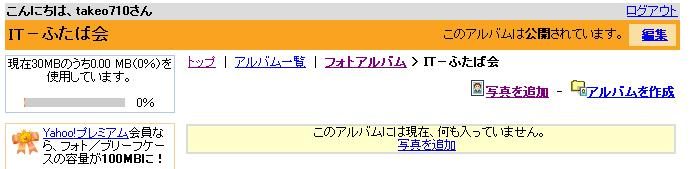 こんにちは、takeo710さん ログアウト
IT－ふたば会 このアルバムは公開されています。 編集
現在30MBのうち0.00 MB(0%)を
使用しています。
0%
トップ | アルバム一覧 | フォトアルバム > IT－ふたば会
写真を追加 - アルバムを作成
Yahoo!プレミアム会員な
ら、フォト／ブリーフケー
スの容量が100MBに！
このアルバムには現在、何も入っていません。
写真を追加